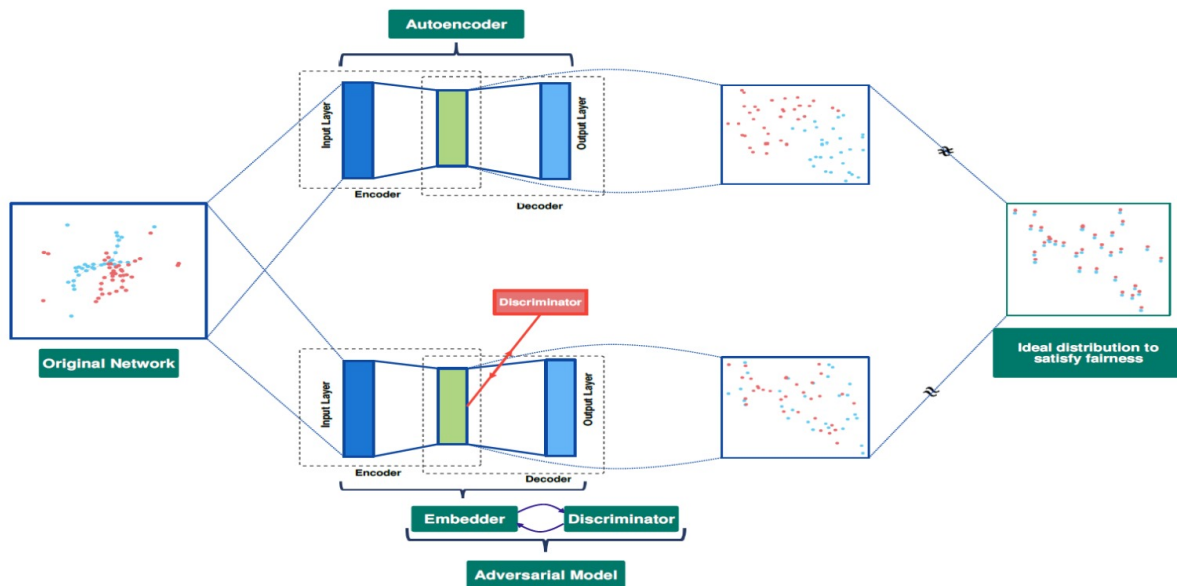 Autoencoder
Input Layer
Output Layer
Encoder
Decoder
Original Network
Discriminator
Ideal distribution to
satisfy fairness
Input Layer
Output Layer
Encoder
Decoder
Embedder
Discriminator
Adversarial Model